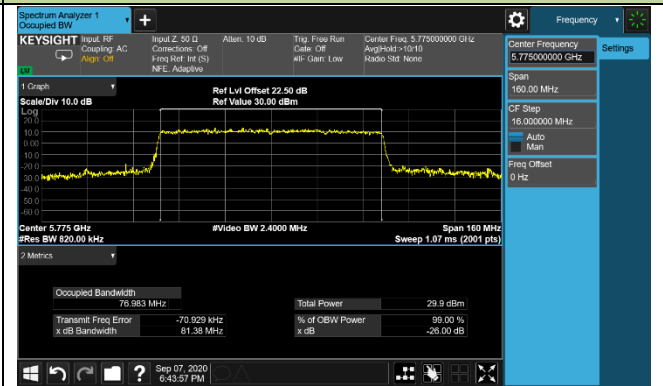 Spectrum Analyzer 1
Occupied BW
Frequency
KEYSIGHT
Input: RF
Coupling: AC
Align: Off
Input Z: 50 Ω
Corrections: Off
Freq Ref: Int (S)
NFE: Adaptive
Atten: 10 dB
Trig: Free Run
Gate: Off
#IF Gain: Low
Center Freq: 5.775000000 GHz
Avg|Hold:>10/10
Radio Std: None
LXI
Center Frequency
5.775000000 GHz
Settings
Span
160.00 MHz
CF Step
16.000000 MHz
Auto
Man
Freq Offset
0 Hz
1 Graph
Scale/Div 10.0 dB
Ref Lvl Offset 22.50 dB
Ref Value 30.00 dBm
Log
20.0
10.0
0.00
-10.0
-20.0
-30.0
-40.0
-50.0
-60.0
Center 5.775 GHz
#Video BW 2.4000 MHz
Span 160 MHz
#Res BW 820.00 kHz
Sweep 1.07 ms (2001 pts)
2 Metrics
Occupied Bandwidth
76.983 MHz
Total Power 29.9 dBm
Transmit Freq Error -70.929 kHz
% of OBW Power 99.00 %
x dB Bandwidth 81.38 MHz
x dB -26.00 dB
Sep 07, 2020
6:43:57 PM